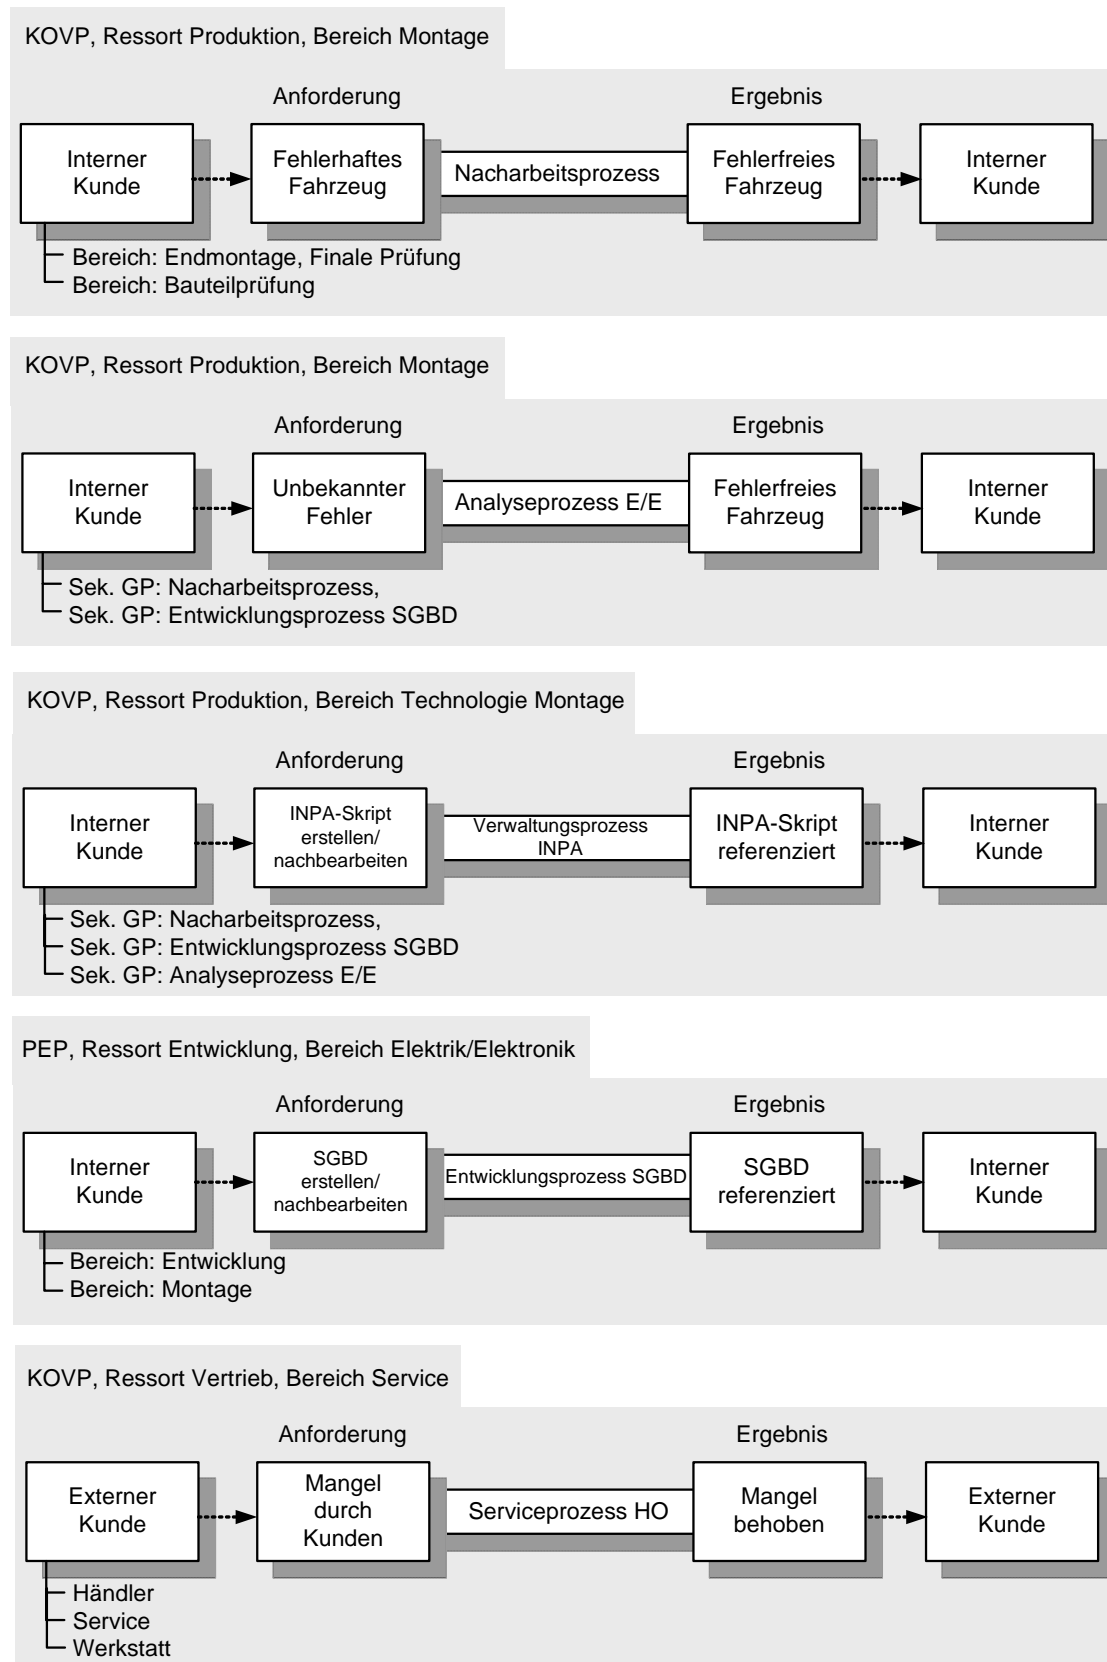 KOVP, Ressort Produktion, Bereich Montage
Anforderung
Ergebnis
Interner
Kunde
Fehlerhaftes
Fahrzeug
Nacharbeitsprozess
Fehlerfreies
Fahrzeug
Interner
Kunde
Bereich: Endmontage, Finale Prüfung
Bereich: Bauteilprüfung
KOVP, Ressort Produktion, Bereich Montage
Anforderung
Ergebnis
Interner
Kunde
Unbekannter
Fehler
Analyseprozess E/E
Fehlerfreies
Fahrzeug
Interner
Kunde
Sek. GP: Nacharbeitsprozess,
Sek. GP: Entwicklungsprozess SGBD
KOVP, Ressort Produktion, Bereich Technologie Montage
Anforderung
Ergebnis
Interner
Kunde
INPA-Skript
erstellen/
nachbearbeiten
Verwaltungsprozess
INPA
INPA-Skript
referenziert
Interner
Kunde
Sek. GP: Nacharbeitsprozess,
Sek. GP: Entwicklungsprozess SGBD
Sek. GP: Analyseprozess E/E
PEP, Ressort Entwicklung, Bereich Elektrik/Elektronik
Anforderung
Ergebnis
Interner
Kunde
SGBD
erstellen/
nachbearbeiten
Entwicklungsprozess SGBD
SGBD
referenziert
Interner
Kunde
Bereich: Entwicklung
Bereich: Montage
KOVP, Ressort Vertrieb, Bereich Service
Anforderung
Ergebnis
Externer
Kunde
Mangel
durch
Kunden
Serviceprozess HO
Mangel
behoben
Externer
Kunde
Händler
Service
Werkstatt